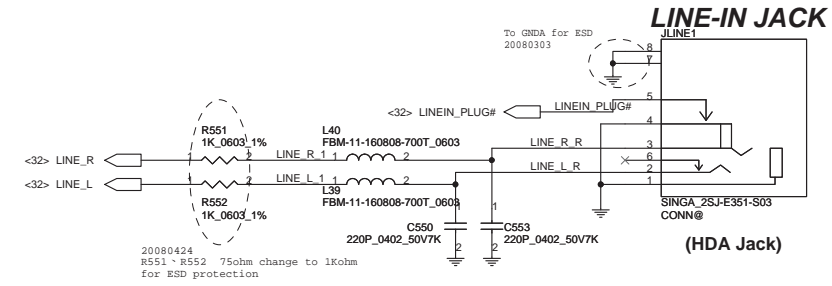 LINE-IN JACK
To GNDA for ESD
20080303
JLINE1
8
7
5
<32> LINEIN_PLUG#
LINEIN_PLUG#
4
R551
1K_0603_1%
L40
FBM-11-160808-700T_0603
3
<32> LINE_R
1
2
LINE_R_1
1
2
LINE_R_R
6
<32> LINE_L
1
2
LINE_L_1
1
2
LINE_L_R
2
1
R552
1K_0603_1%
L39
FBM-11-160808-700T_0603
SINGA_2SJ-E351-S03
CONN@
1
1
C550
220P_0402_50V7K
C553
220P_0402_50V7K
2
2
(HDA Jack)
20080424
R551、R552 75ohm change to 1Kohm
for ESD protection